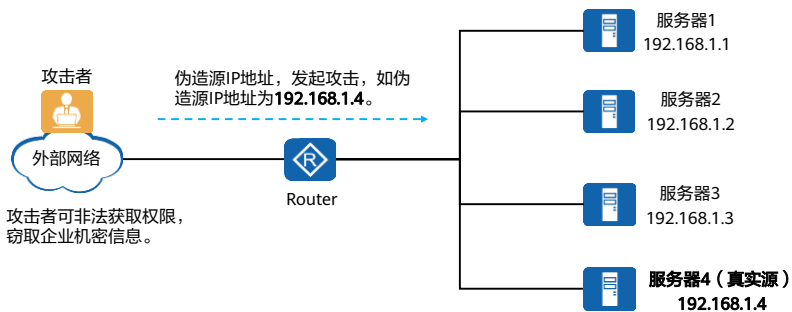 服务器1
192.168.1.1
攻击者
伪造源IP地址，发起攻击，如伪
造源IP地址为192.168.1.4。
服务器2
192.168.1.2
外部网络
R
Router
攻击者可非法获取权限，
窃取企业机密信息。
服务器3
192.168.1.3
服务器4（真实源）
192.168.1.4